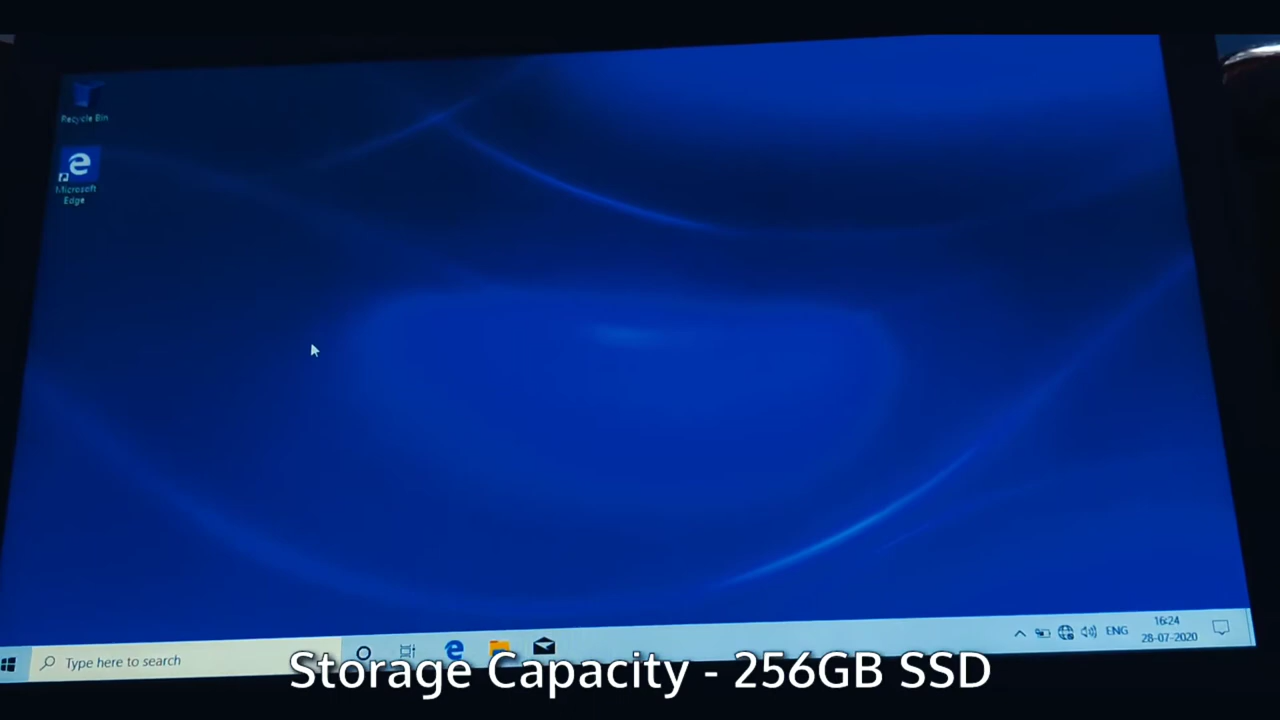 Recycle Bin
Microsoft
Edge
Type here to search
ENG
16:24
28-07-2020
Storage Capacity - 256GB SSD